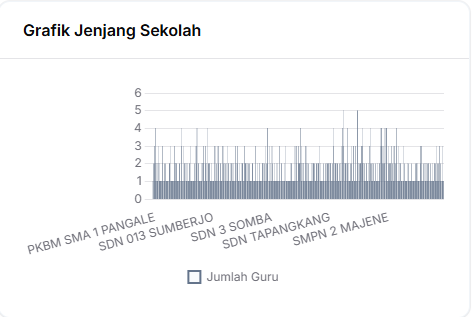 Grafik Jenjang Sekolah
6
5
4
3
2
1
0
PKBM SMA 1 PANGALE
SDN 013 SUMBERJO
SDN 3 SOMBA
SDN TAPANGKANG
SMPN 2 MAJENE
Jumlah Guru